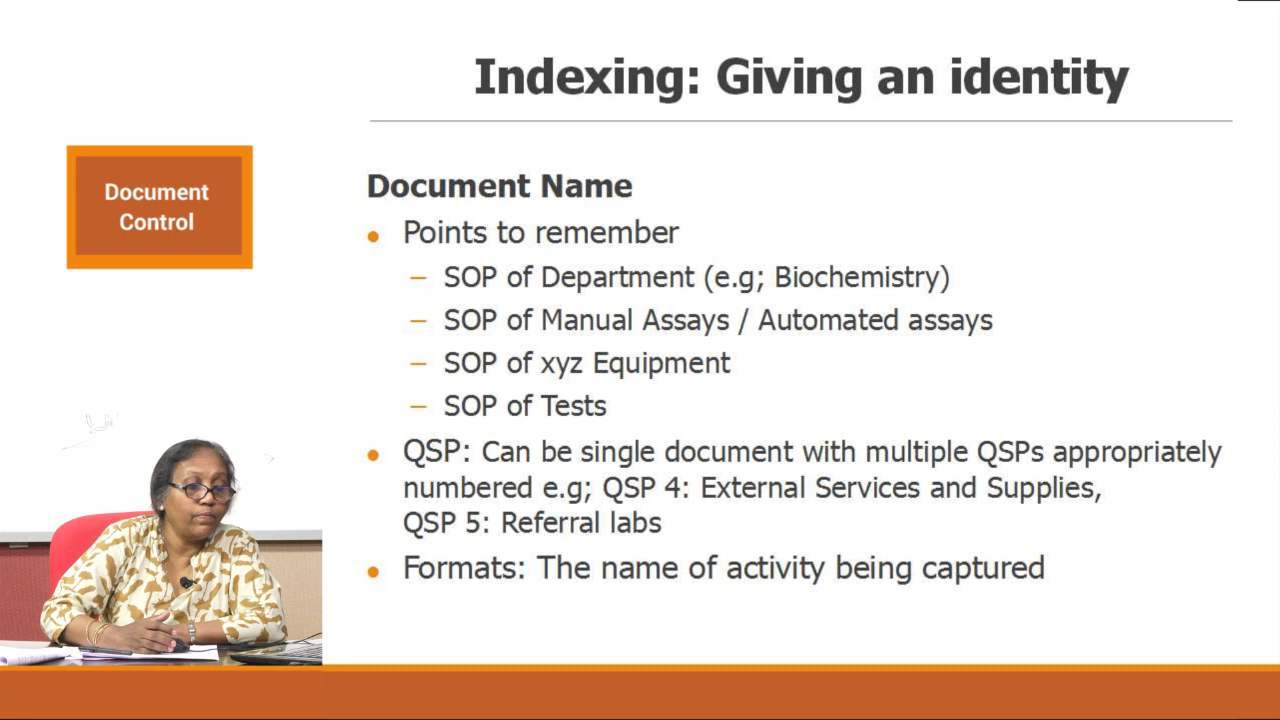 Indexing: Giving an identity
Document
Control
Document Name
• Points to remember
– SOP of Department (e.g; Biochemistry)
– SOP of Manual Assays / Automated assays
– SOP of xyz Equipment
– SOP of Tests
• QSP: Can be single document with multiple QSPs appropriately
numbered e.g; QSP 4: External Services and Supplies,
QSP 5: Referral labs
• Formats: The name of activity being captured